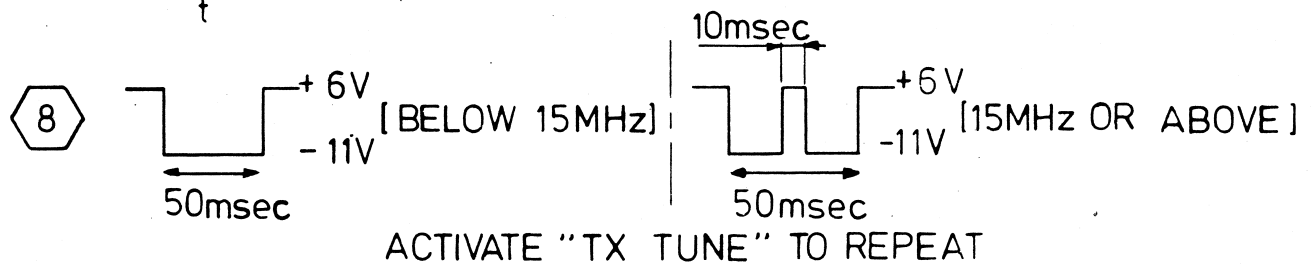 t
10msec
8 +6V [BELOW 15MHz] +6V [15MHz OR ABOVE]
-11V -11V
50msec 50msec
ACTIVATE "TX TUNE" TO REPEAT